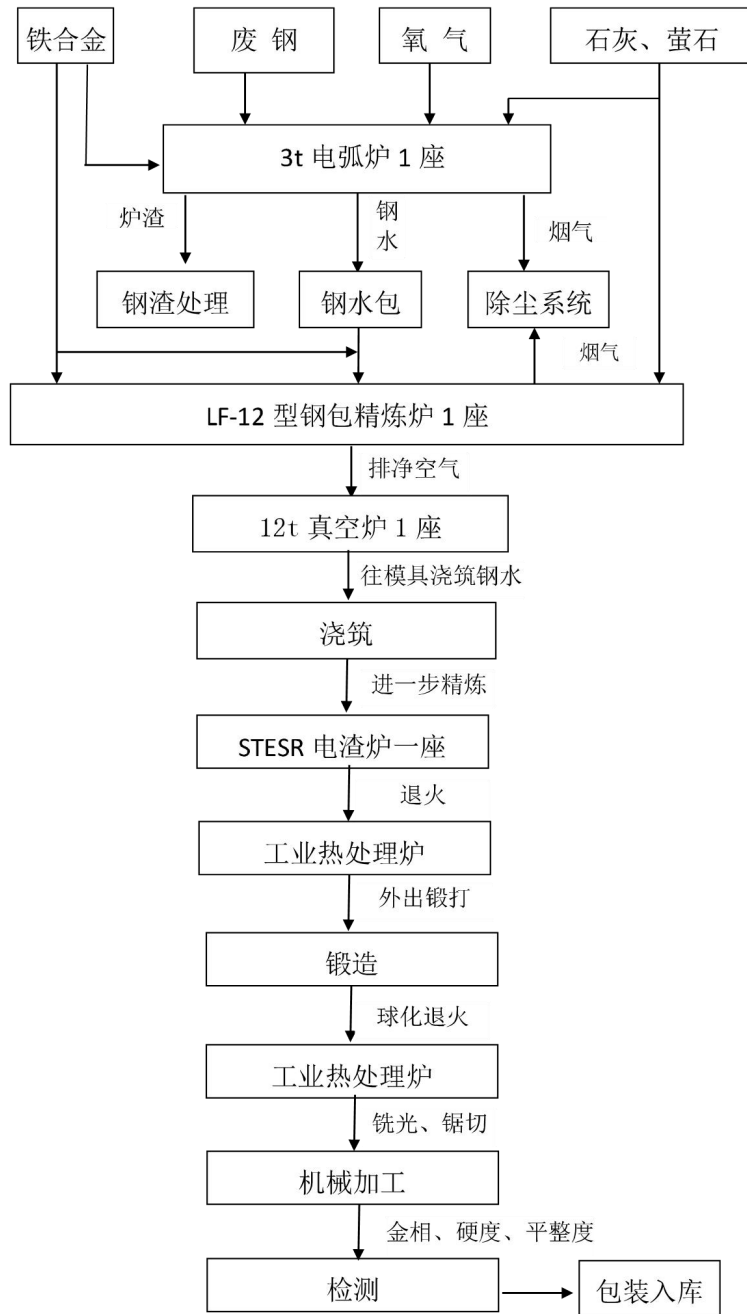 铁合金
废 钢
氧 气
石灰、萤石
3t 电弧炉 1 座
炉渣
钢
水
烟气
钢渣处理
钢水包
除尘系统
烟气
LF-12 型钢包精炼炉 1 座
排净空气
12t 真空炉 1 座
往模具浇筑钢水
浇筑
进一步精炼
STESR 电渣炉一座
退火
工业热处理炉
外出锻打
锻造
球化退火
工业热处理炉
铣光、锯切
机械加工
金相、硬度、平整度
检测
包装入库